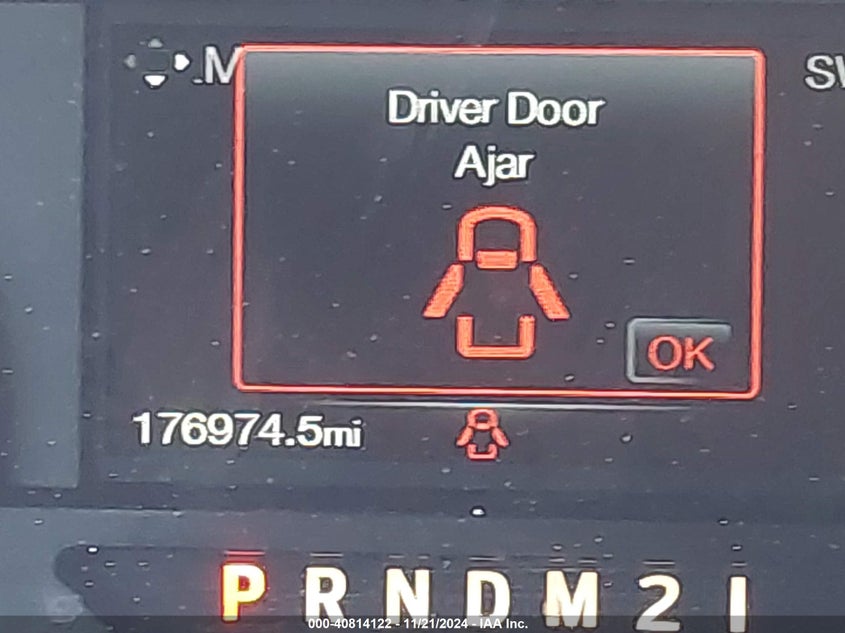 Driver Door
Ajar
OK
176974.5mi
P R N D M 2 1
000-40814122 - 11/21/2024 - IAA Inc.